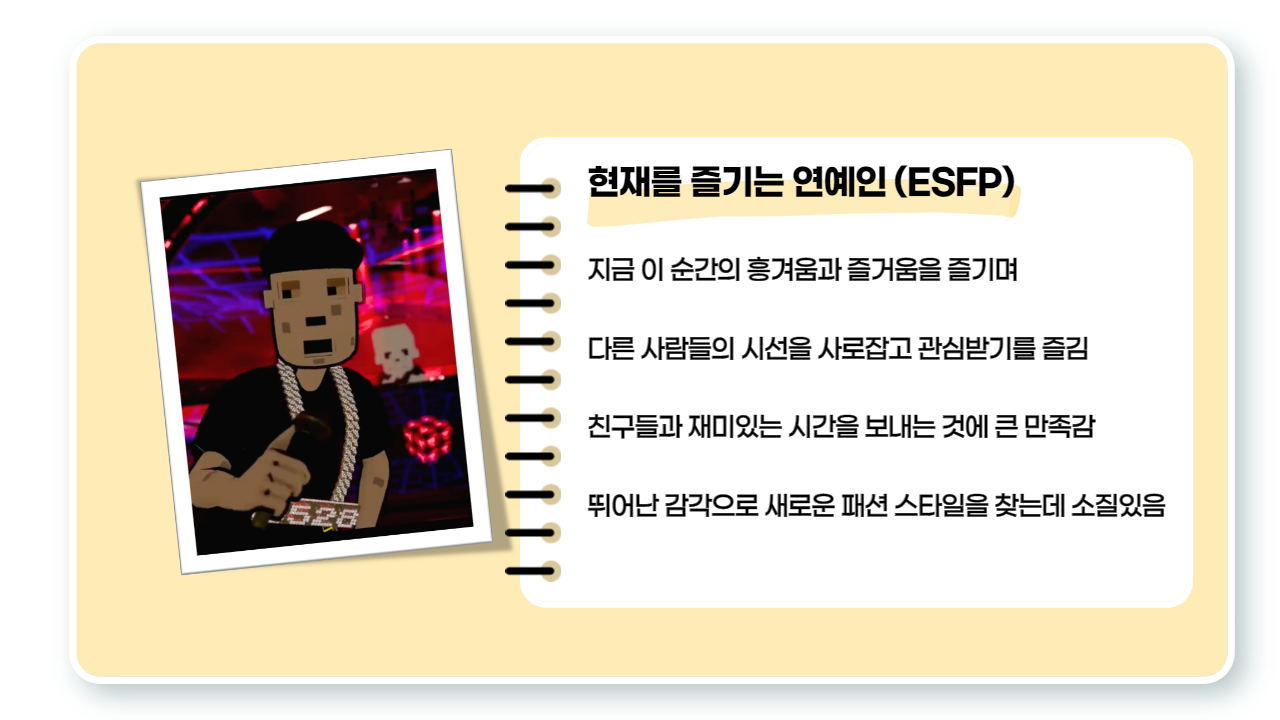 현재를 즐기는 연예인 (ESFP)
지금 이 순간의 흥겨움과 즐거움을 즐기며
다른 사람들의 시선을 사로잡고 관심받기를 즐김
친구들과 재미있는 시간을 보내는 것에 큰 만족감
뛰어난 감각으로 새로운 패션 스타일을 찾는데 소질있음
528